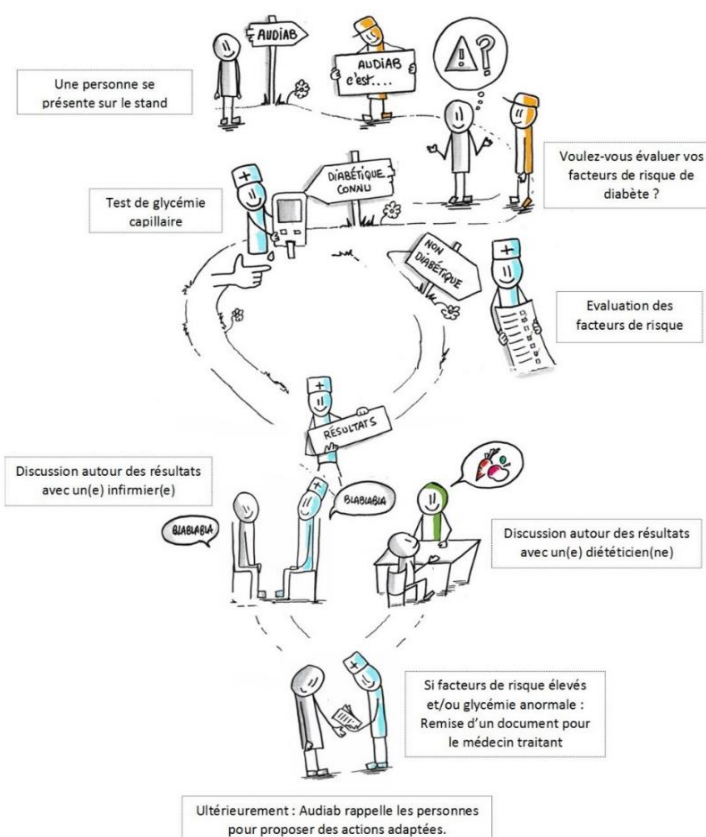 AUDIAB
AUDIAB
c'est....
Une personne se
présente sur le stand
Voulez-vous évaluer vos
facteurs de risque de
diabète ?
DIABÉTIQUE
CONNU
Test de glycémie
capillaire
NON
DIABÉTIQUE
Evaluation des
facteurs de risque
RÉSULTATS
Discussion autour des résultats
avec un(e) infirmier(e)
BLABLABLA
BLABLABLA
Discussion autour des résultats
avec un(e) diététicien(ne)
Si facteurs de risque élevés
et/ou glycémie anormale :
Remise d'un document pour
le médecin traitant
Ultérieurement : Audiab rappelle les personnes
pour proposer des actions adaptées.